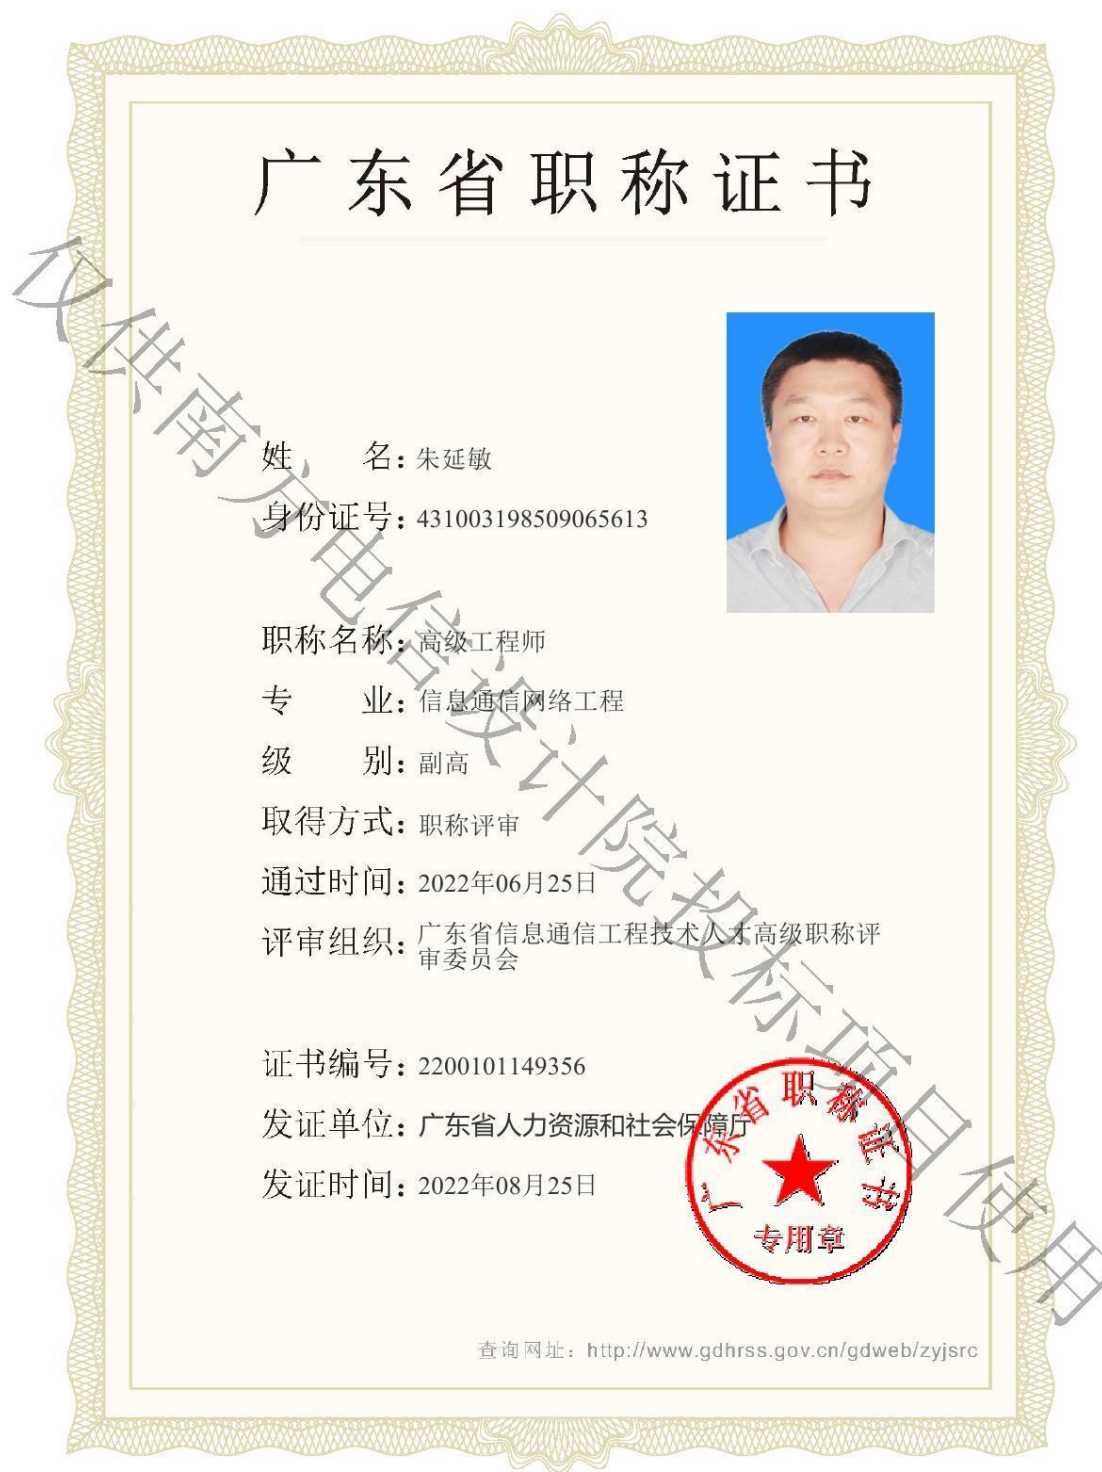 广东省职称证书
姓 名：朱延敏
身份证号：431003198509065613
职称名称：高级工程师
专 业：信息通信网络工程
级 别：副高
取得方式：职称评审
通过时间：2022年06月25日
评审组织：广东省信息通信工程技术人才高级职称评
审委员会
证书编号：2200101149356
发证单位：广东省人力资源和社会保障厅
发证时间：2022年08月25日
广东省职称证书
专用章
查询网址：http://www.gdhrss.gov.cn/gdweb/zyjsrc
仅供南方电信设计院投标项目使用